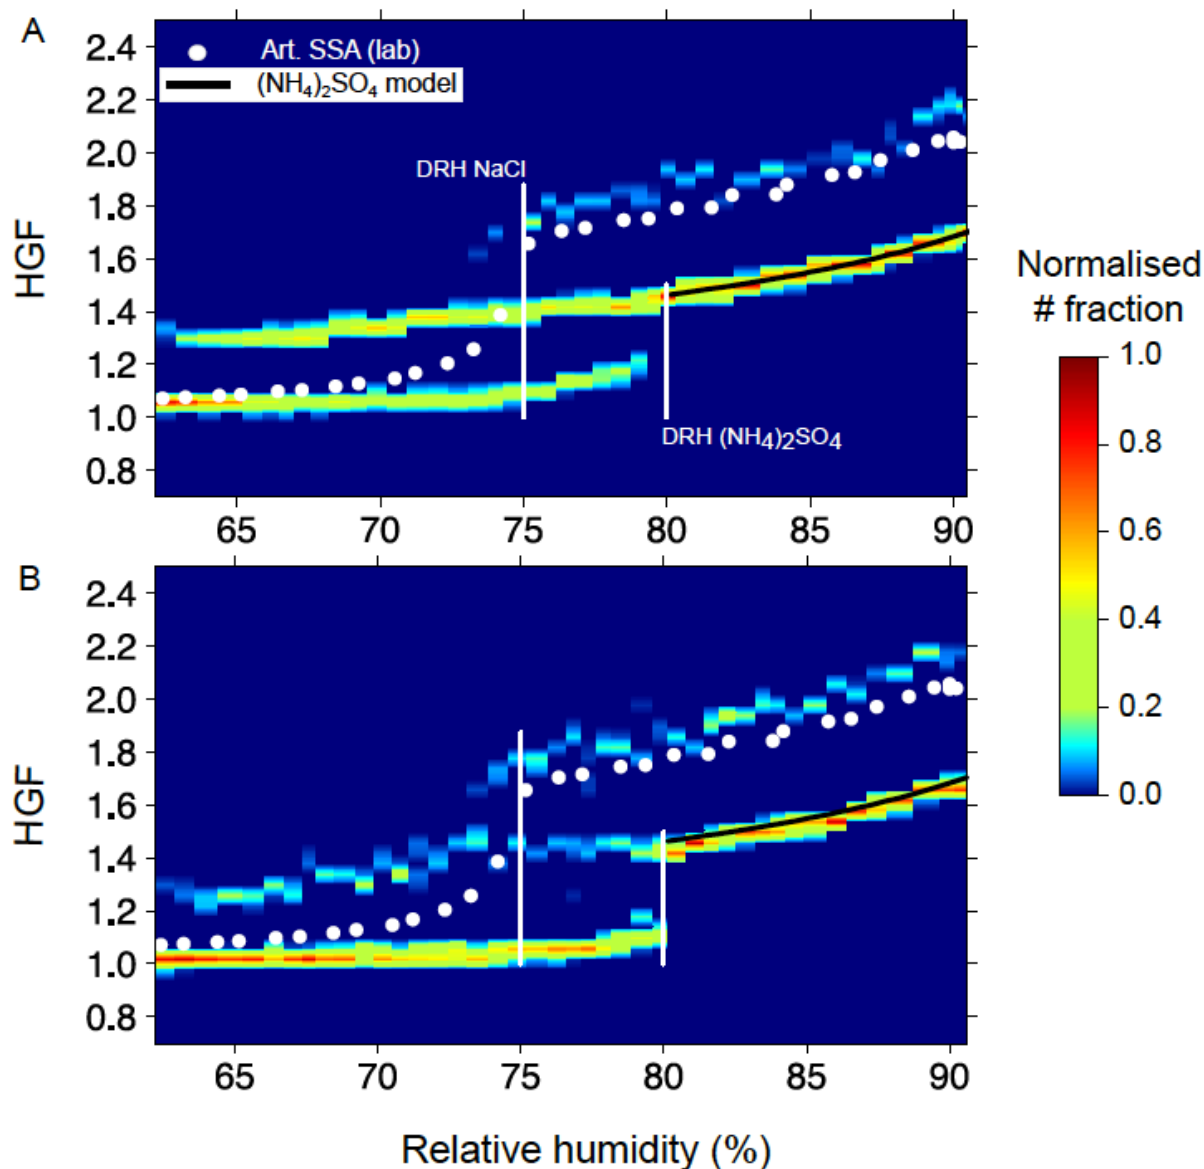 A
2.4
2.2
2.0
1.8
1.6
1.4
1.2
1.0
0.8
HGF
Art. SSA (lab)
(NH₄)₂SO₄ model
DRH NaCl
DRH (NH₄)₂SO₄
65 70 75 80 85 90
B
2.4
2.2
2.0
1.8
1.6
1.4
1.2
1.0
0.8
HGF
65 70 75 80 85 90
Relative humidity (%)
Normalised
# fraction
1.0
0.8
0.6
0.4
0.2
0.0